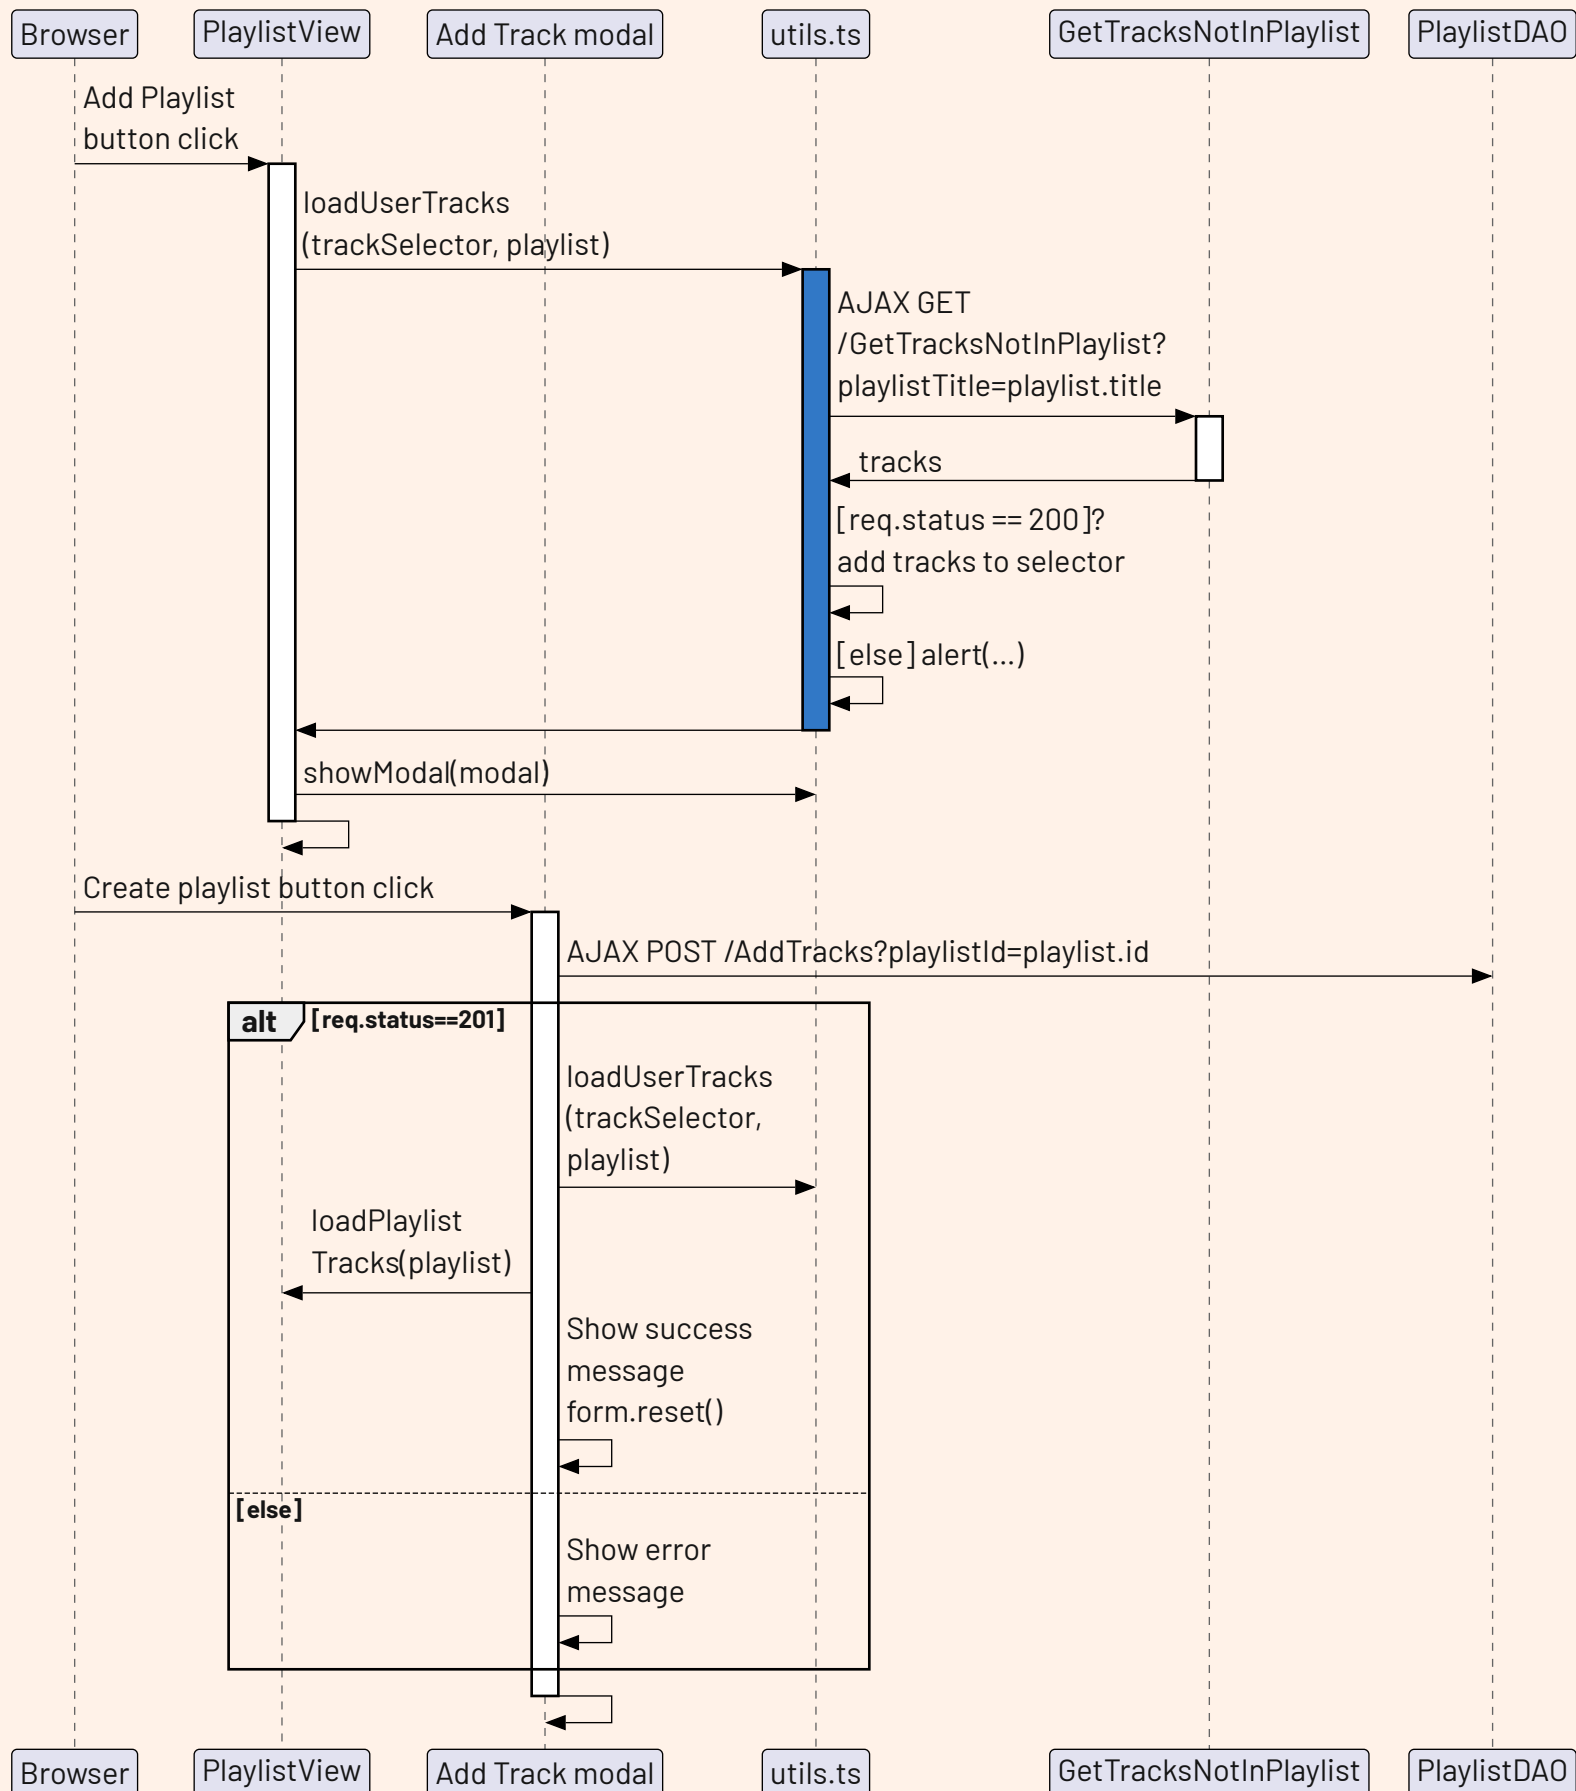 Browser
PlaylistView
Add Track modal
utils.ts
GetTracksNotInPlaylist
PlaylistDAO
Add Playlist
button click
loadUserTracks
(trackSelector, playlist)
AJAX GET
/GetTracksNotInPlaylist?
playlistTitle=playlist.title
tracks
[req.status == 200]?
add tracks to selector
[else] alert(...)
showModal(modal)
Create playlist button click
AJAX POST /AddTracks?playlistId=playlist.id
alt [req.status==201]
loadUserTracks
(trackSelector,
playlist)
loadPlaylist
Tracks(playlist)
Show success
message
form.reset()
[else]
Show error
message
Browser
PlaylistView
Add Track modal
utils.ts
GetTracksNotInPlaylist
PlaylistDAO